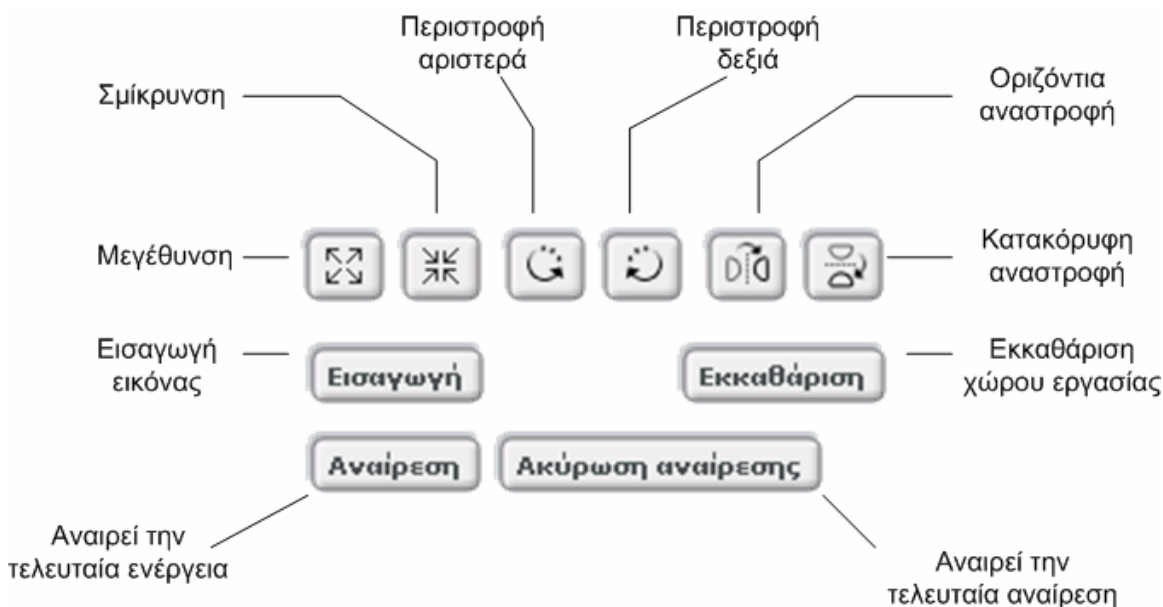 Περιστροφή
αριστερά
Περιστροφή
δεξιά
Σμίκρυνση
Οριζόντια
αναστροφή
Μεγέθυνση
Κατακόρυφη
αναστροφή
Εισαγωγή
εικόνας
Εισαγωγή
Εκκαθάριση
Εκκαθάριση
χώρου εργασίας
Αναίρεση
Ακύρωση αναίρεσης
Αναιρεί την
τελευταία ενέργεια
Αναιρεί την
τελευταία αναίρεση